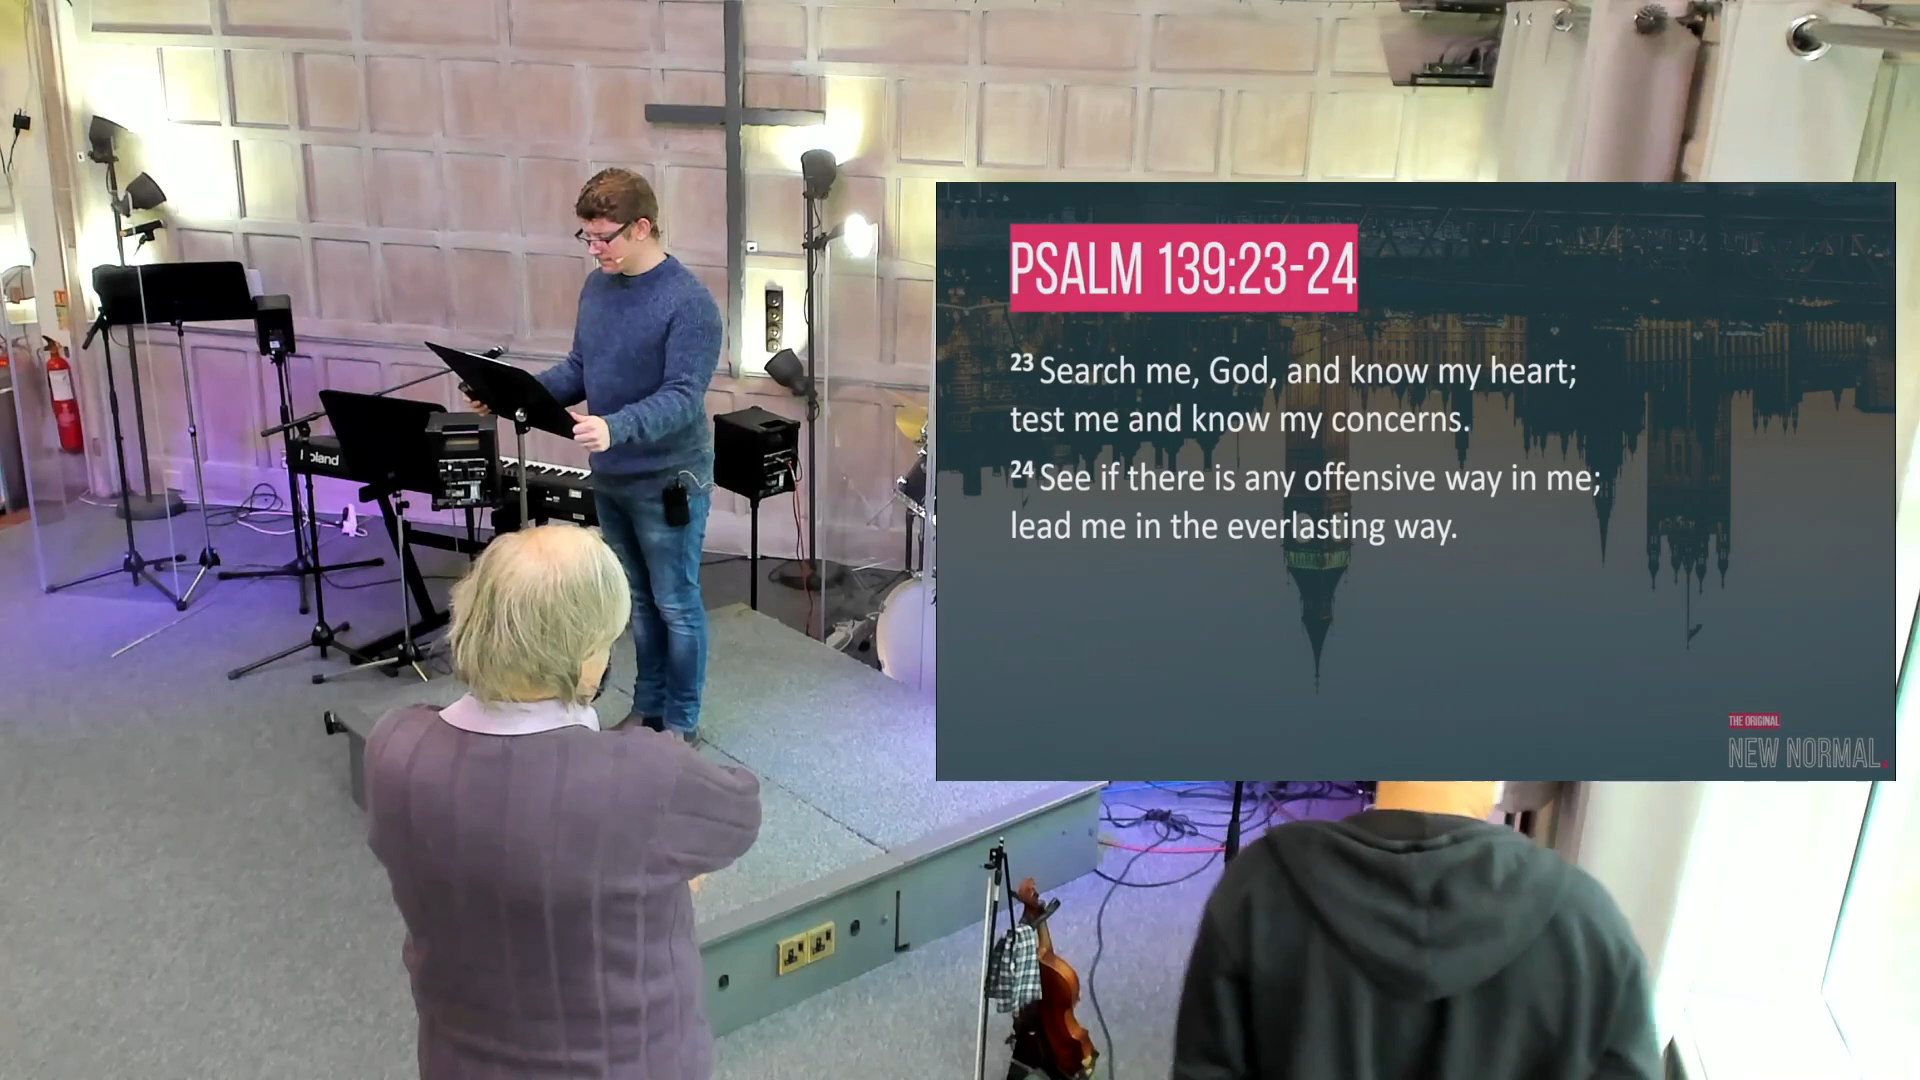 Roland
PSALM 139:23-24
23 Search me, God, and know my heart;
test me and know my concerns.
24 See if there is any offensive way in me;
lead me in the everlasting way.
THE ORIGINAL
NEW NORMAL.